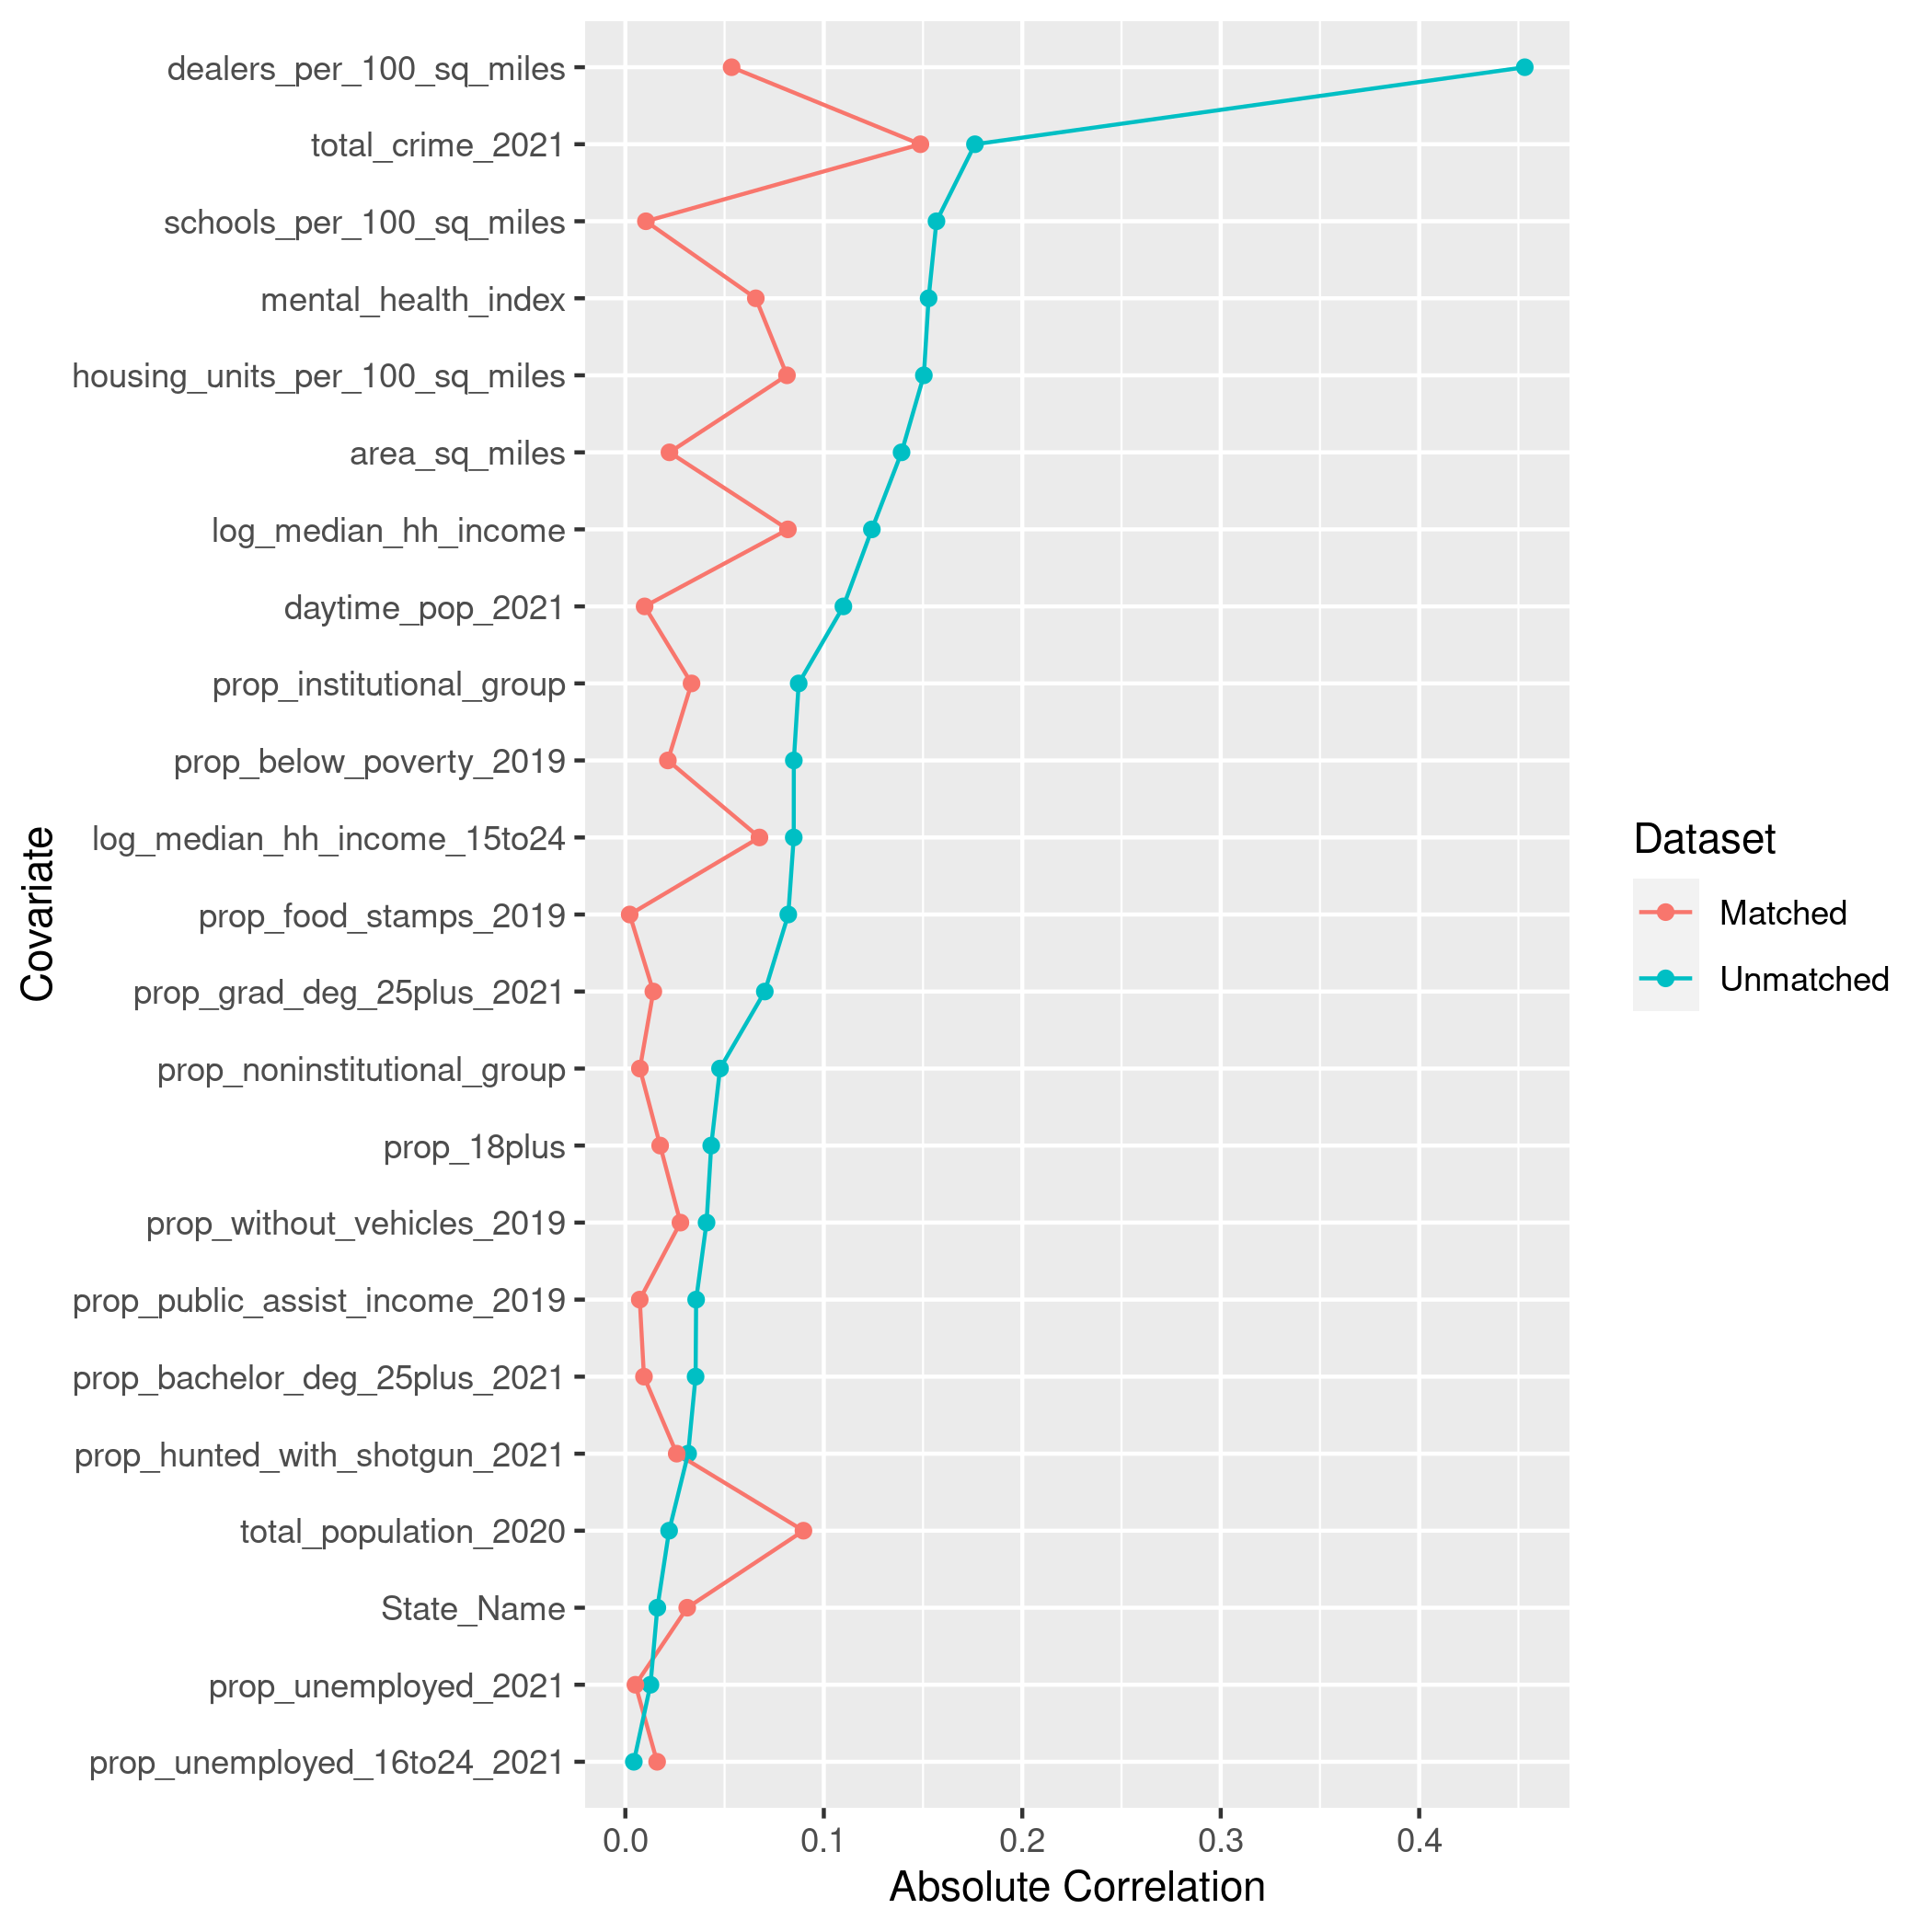 dealers_per_100_sq_miles
total_crime_2021
schools_per_100_sq_miles
mental_health_index
housing_units_per_100_sq_miles
area_sq_miles
log_median_hh_income
daytime_pop_2021
prop_institutional_group
prop_below_poverty_2019
log_median_hh_income_15to24
prop_food_stamps_2019
prop_grad_deg_25plus_2021
prop_noninstitutional_group
prop_18plus
prop_without_vehicles_2019
prop_public_assist_income_2019
prop_bachelor_deg_25plus_2021
prop_hunted_with_shotgun_2021
total_population_2020
State_Name
prop_unemployed_2021
prop_unemployed_16to24_2021
Covariate
0.0 0.1 0.2 0.3 0.4
Absolute Correlation
Dataset
Matched
Unmatched